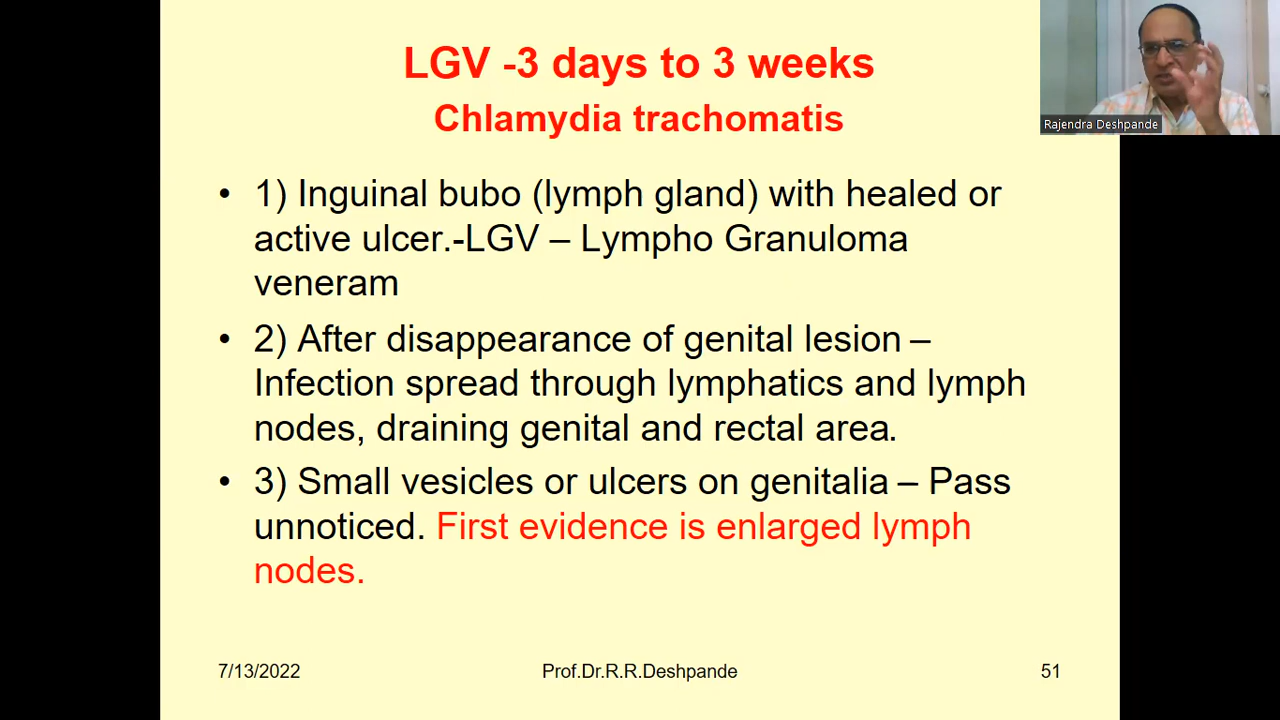 LGV -3 days to 3 weeks
Chlamydia trachomatis
Rajendra Deshpande
• 1) Inguinal bubo (lymph gland) with healed or
active ulcer.-LGV – Lympho Granuloma
veneram
• 2) After disappearance of genital lesion –
Infection spread through lymphatics and lymph
nodes, draining genital and rectal area.
• 3) Small vesicles or ulcers on genitalia – Pass
unnoticed. First evidence is enlarged lymph
nodes.
7/13/2022
Prof.Dr.R.R.Deshpande
51